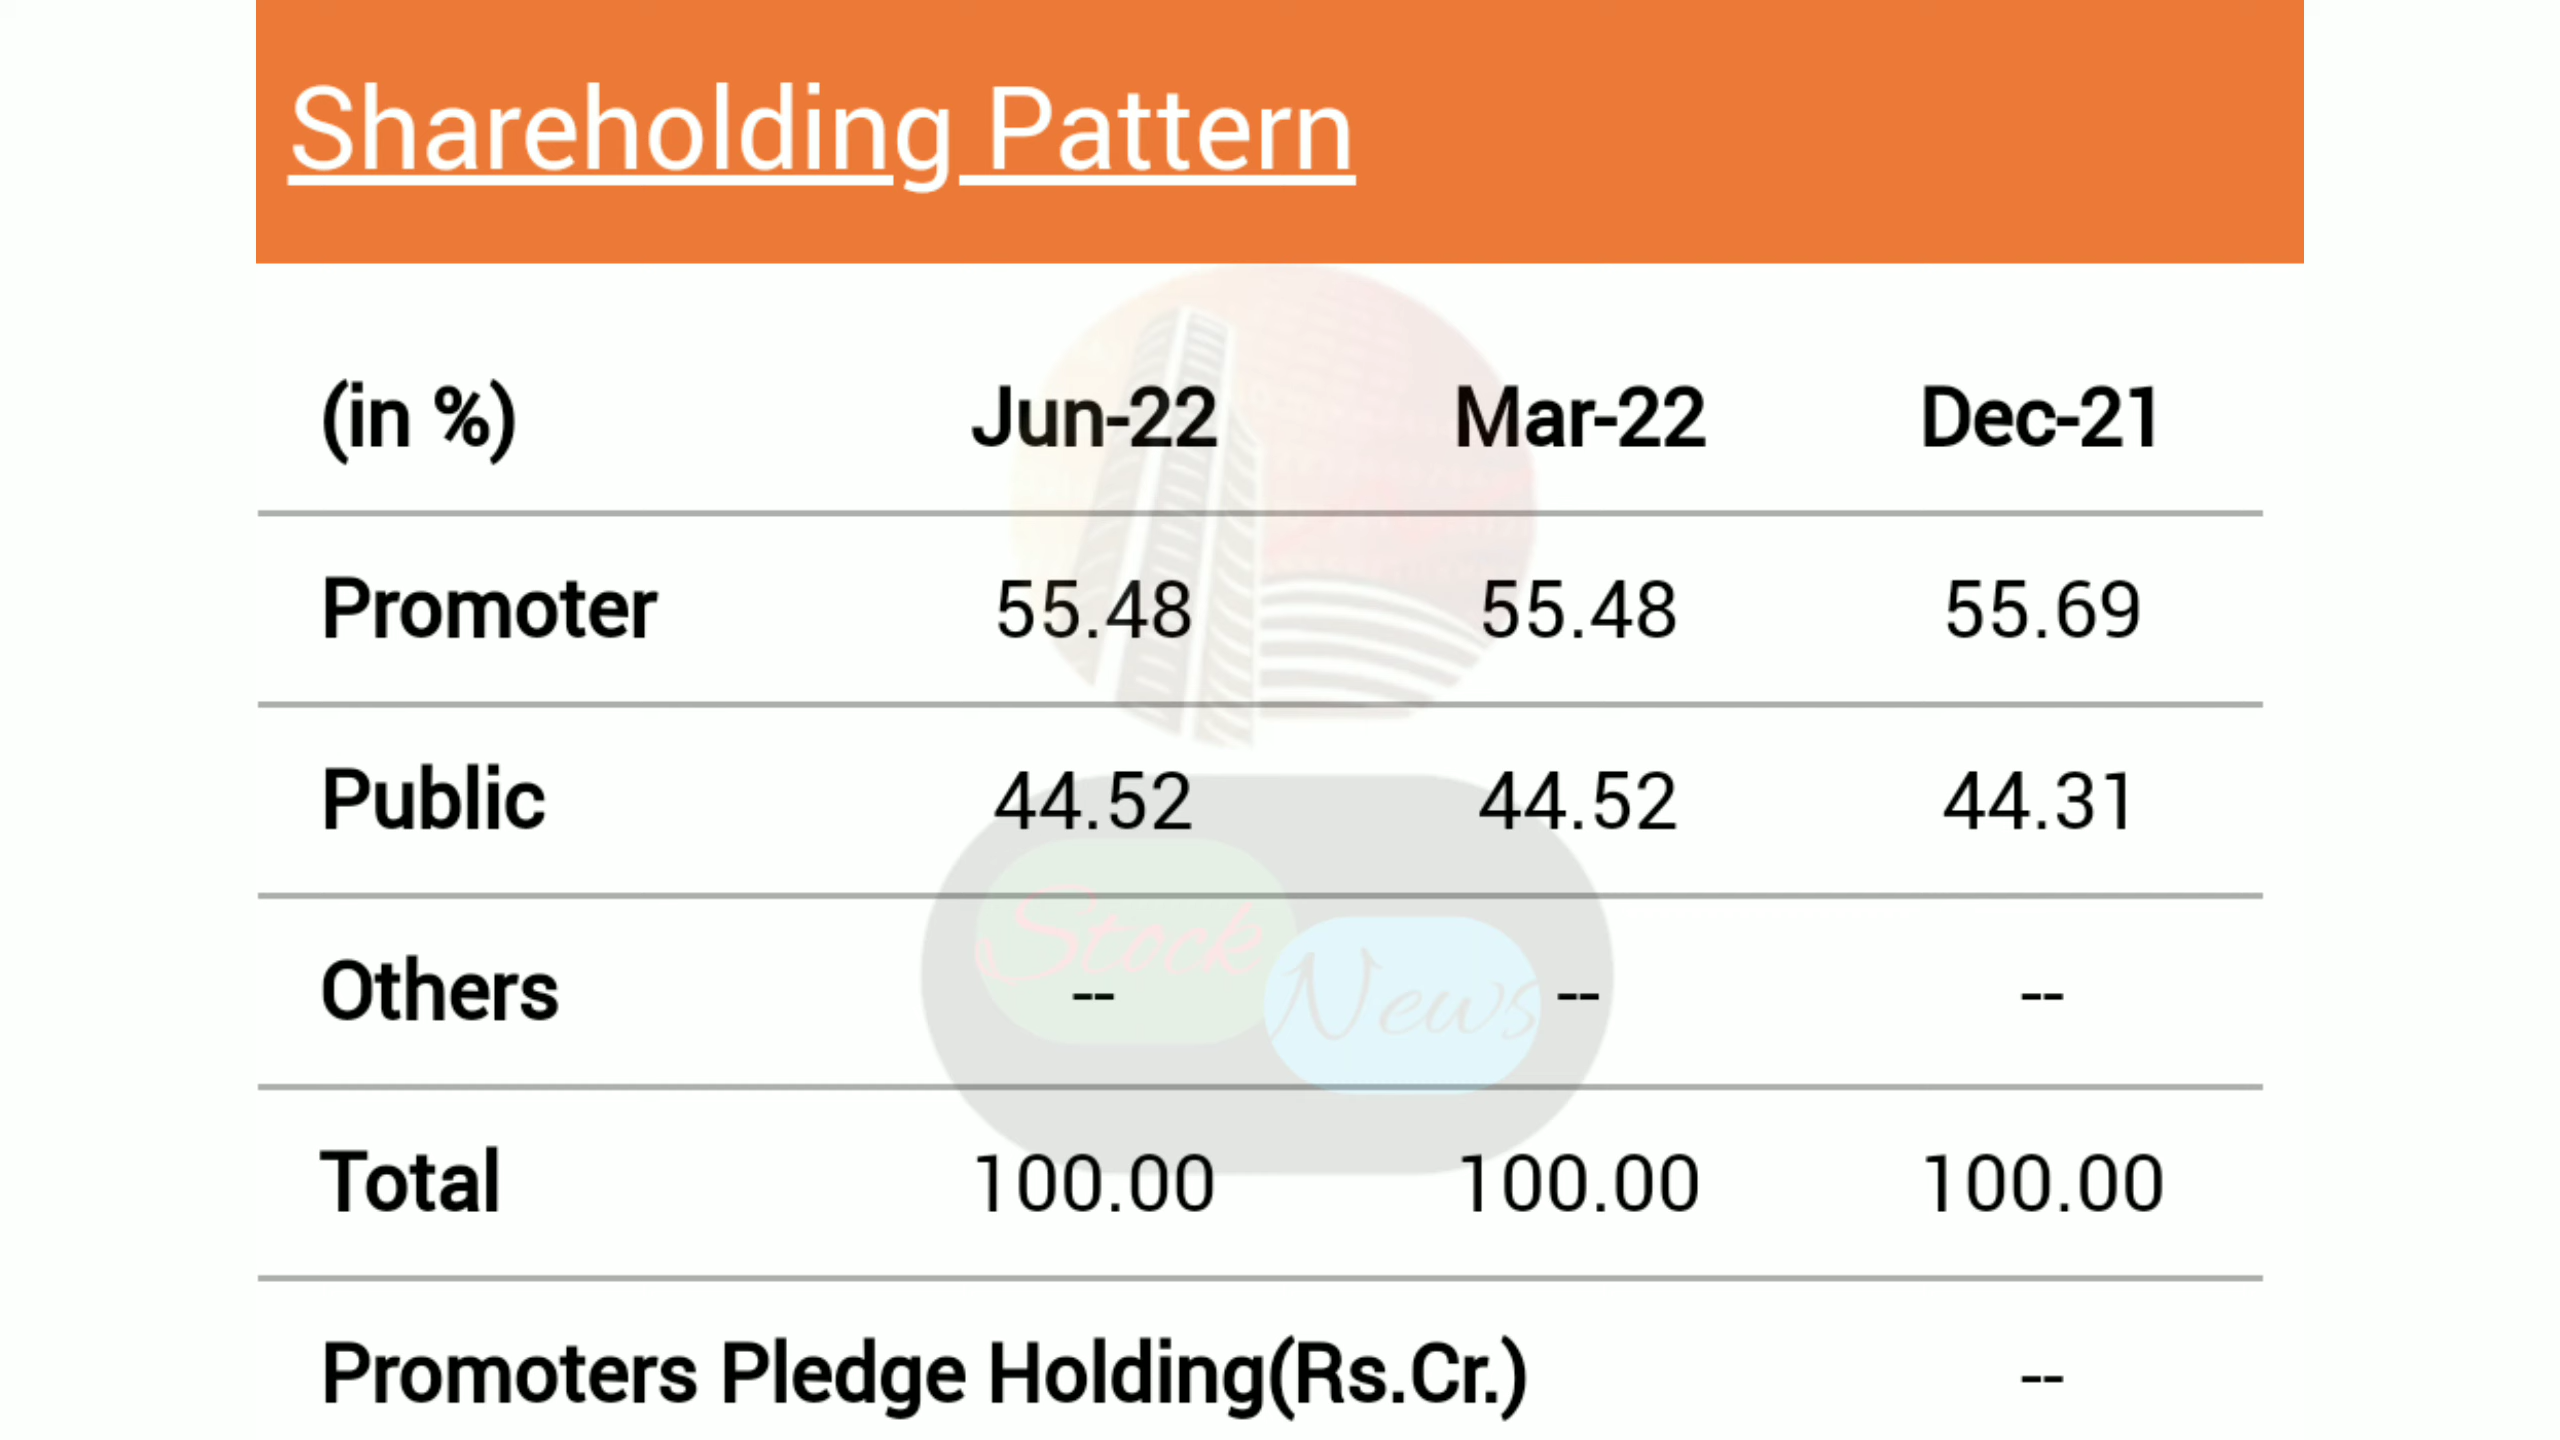 Shareholding Pattern
(in %) Jun-22 Mar-22 Dec-21
Promoter 55.48 55.48 55.69
Public 44.52 44.52 44.31
Stock
News
Others -- -- --
Total 100.00 100.00 100.00
Promoters Pledge Holding(Rs.Cr.) --